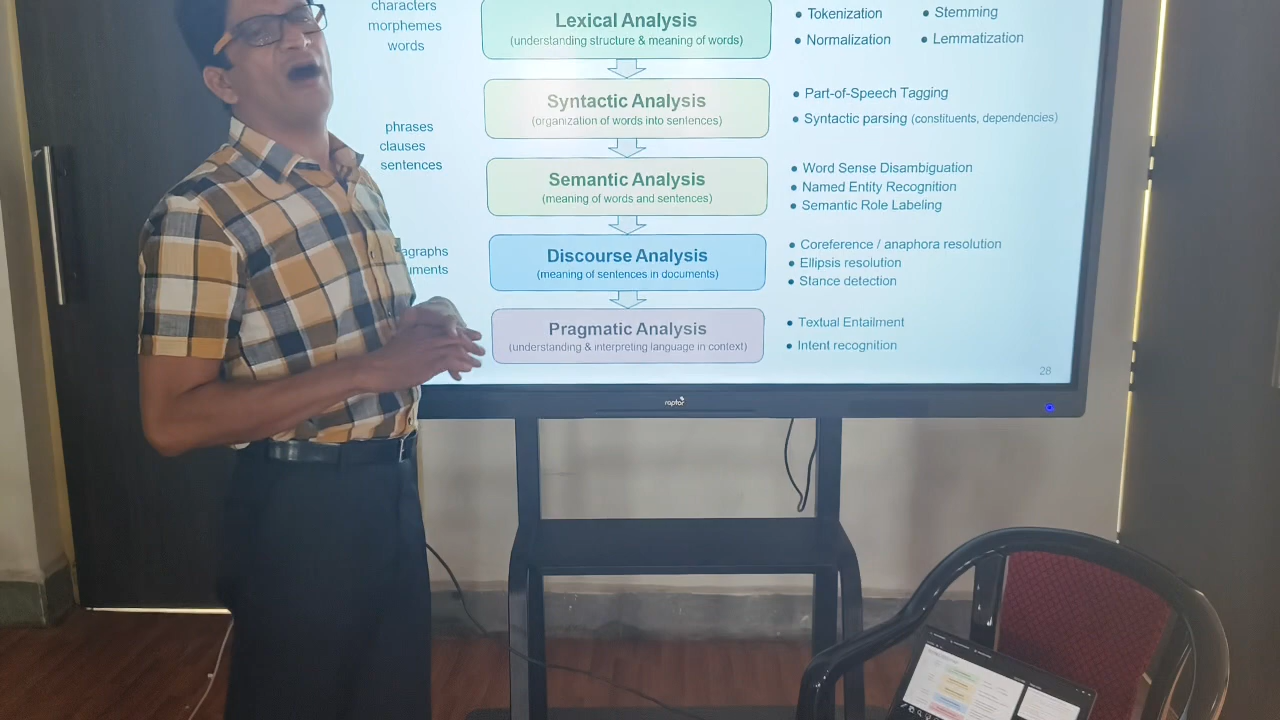 characters
morphemes
words
Lexical Analysis
(understanding structure & meaning of words)
• Tokenization • Stemming
• Normalization • Lemmatization
phrases
clauses
sentences
Syntactic Analysis
(organization of words into sentences)
• Part-of-Speech Tagging
• Syntactic parsing (constituents, dependencies)
Semantic Analysis
(meaning of words and sentences)
• Word Sense Disambiguation
• Named Entity Recognition
• Semantic Role Labeling
agraphs
uments
Discourse Analysis
(meaning of sentences in documents)
• Coreference / anaphora resolution
• Ellipsis resolution
• Stance detection
Pragmatic Analysis
(understanding & interpreting language in context)
• Textual Entailment
• Intent recognition
28
raptor